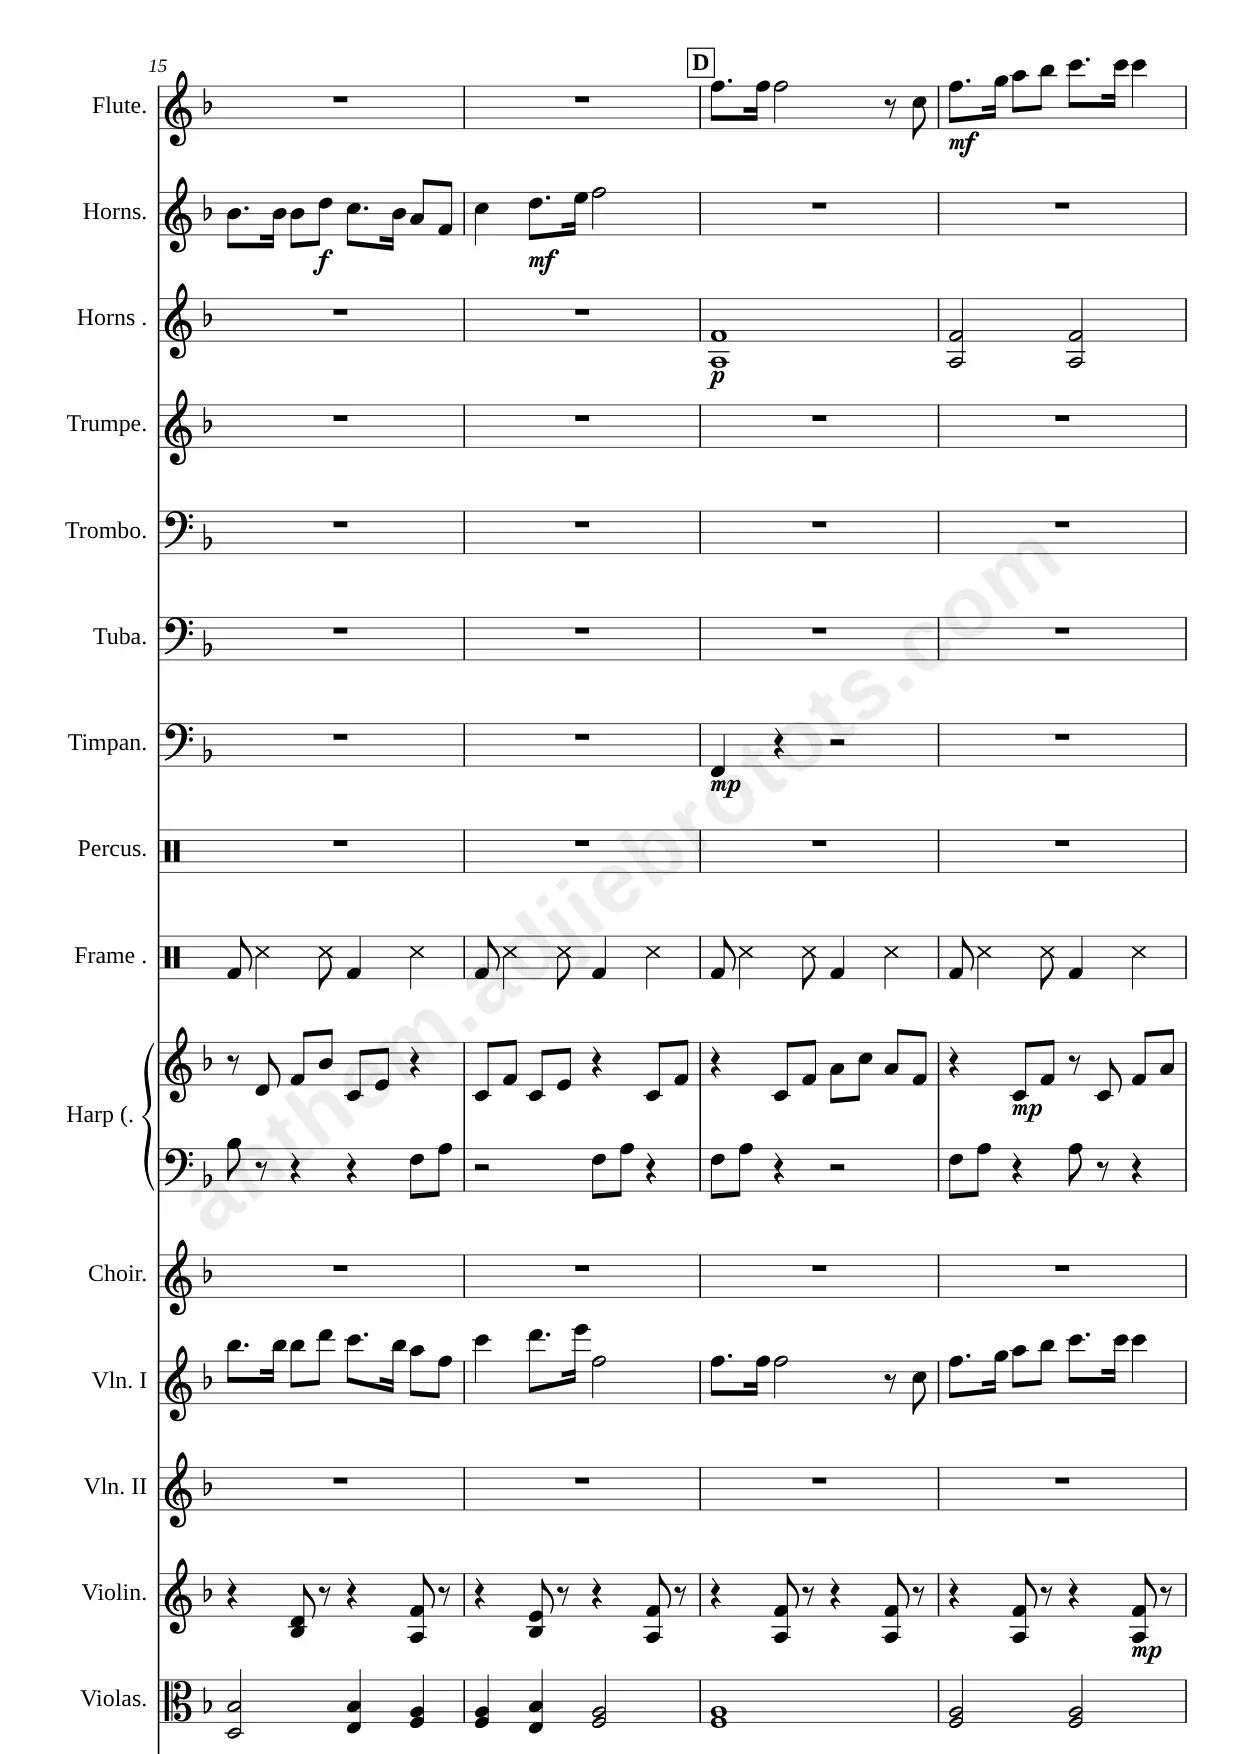 15
D
Flute.
mf
Horns.
f
mf
Horns .
p
Trumpe.
Trombo.
Tuba.
Timpan.
mp
Percus.
Frame .
Harp (.
mp
Choir.
Vln. I
Vln. II
Violin.
mp
Violas.
anthem.adjiebrotots.com